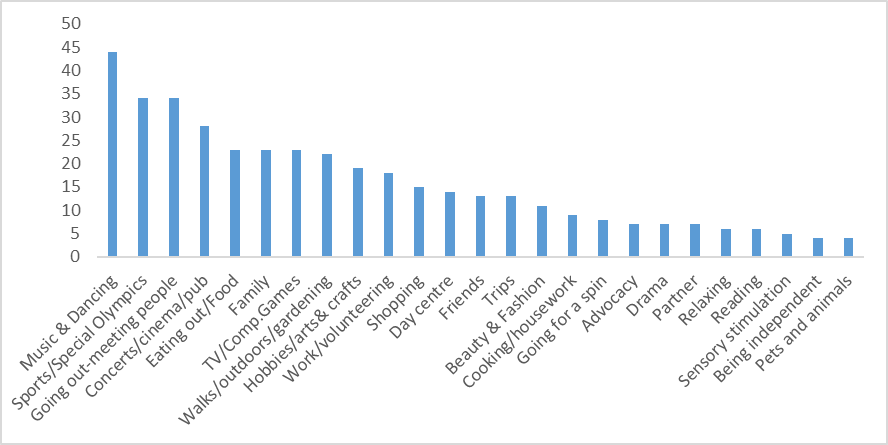 50
45
40
35
30
25
20
15
10
5
0
Music & Dancing
Sports/Special Olympics
Going out-meeting people
Concerts/cinema/pub
Eating out/Food
Family
TV/Comp.Games
Walks/outdoors/gardening
Hobbies/arts& crafts
Work/volunteering
Shopping
Day centre
Friends
Trips
Beauty & Fashion
Cooking/housework
Going for a spin
Advocacy
Drama
Partner
Relaxing
Reading
Sensory stimulation
Being independent
Pets and animals